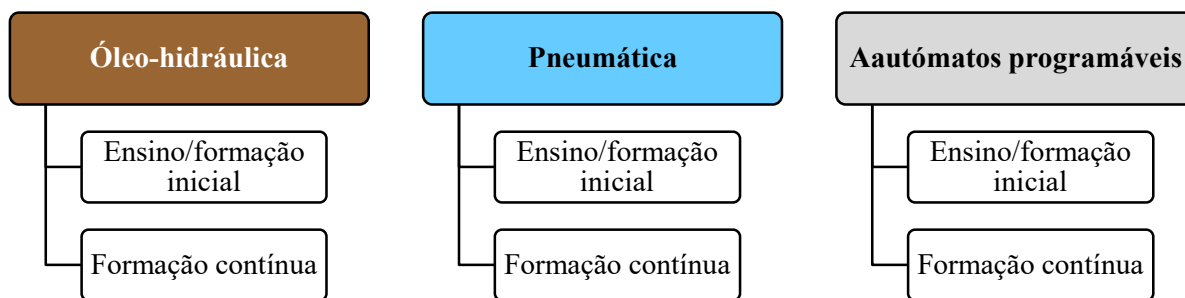 Óleo-hidráulica
Ensino/formação
inicial
Formação contínua
Pneumática
Ensino/formação
inicial
Formação contínua
Aautómatos programáveis
Ensino/formação
inicial
Formação contínua